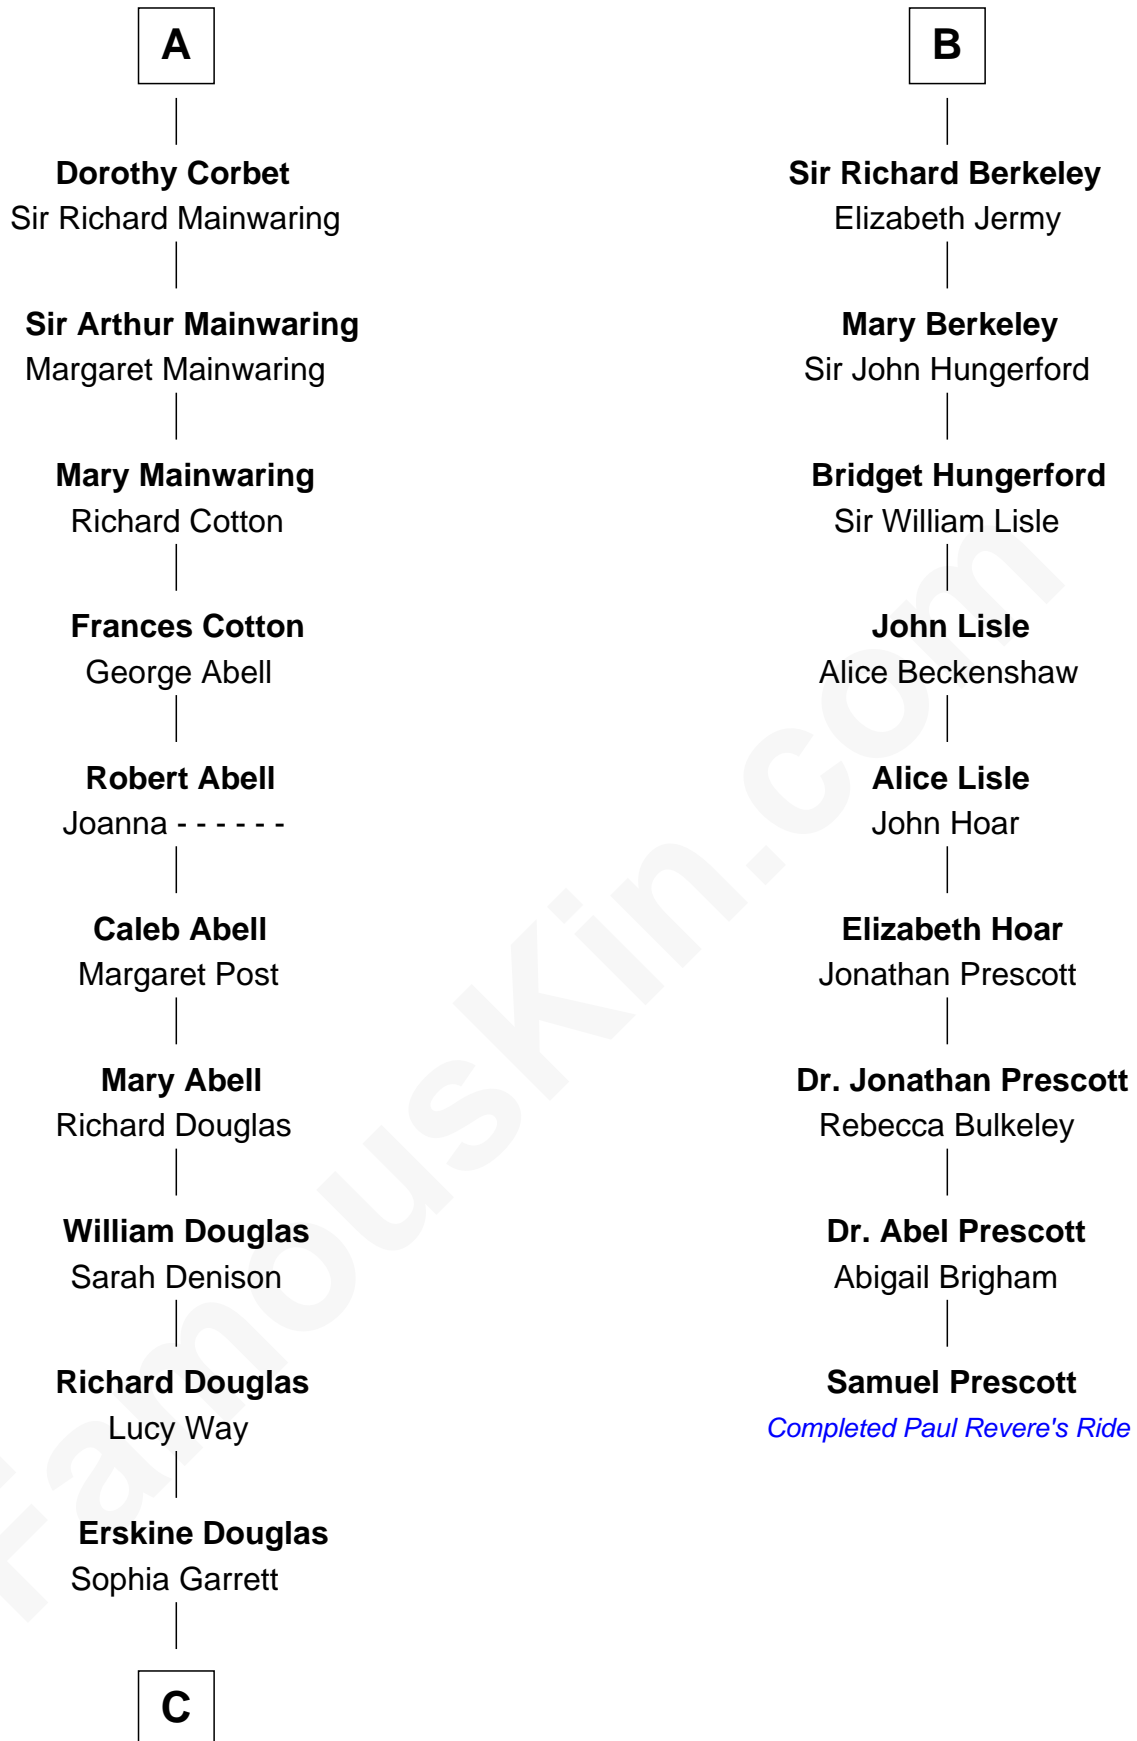 A
Dorothy Corbet
Sir Richard Mainwaring
Sir Arthur Mainwaring
Margaret Mainwaring
Mary Mainwaring
Richard Cotton
Frances Cotton
George Abell
Robert Abell
Joanna - - - - - -
Caleb Abell
Margaret Post
Mary Abell
Richard Douglas
William Douglas
Sarah Denison
Richard Douglas
Lucy Way
Erskine Douglas
Sophia Garrett
C
B
Sir Richard Berkeley
Elizabeth Jermy
Mary Berkeley
Sir John Hungerford
Bridget Hungerford
Sir William Lisle
John Lisle
Alice Beckenshaw
Alice Lisle
John Hoar
Elizabeth Hoar
Jonathan Prescott
Dr. Jonathan Prescott
Rebecca Bulkeley
Dr. Abel Prescott
Abigail Brigham
Samuel Prescott
Completed Paul Revere's Ride
FamousKin.com